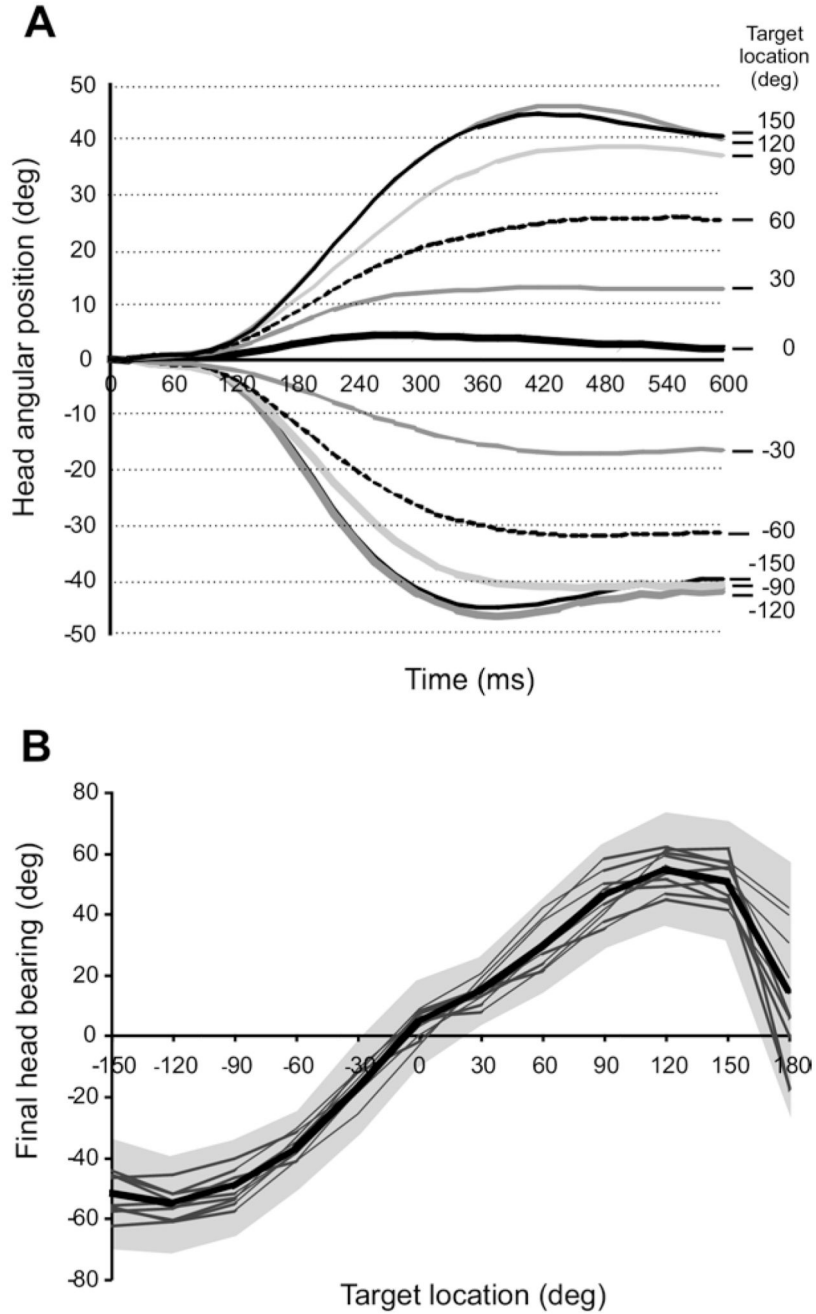 A
Target
location
(deg)
50
40
30
20
10
0
-10
-20
-30
-40
-50
Head angular position (deg)
0 60 120 180 240 300 360 420 480 540 600
150
120
90
60
30
0
-30
-60
-150
-90
-120
Time (ms)
B
80
60
40
20
0
-20
-40
-60
-80
Final head bearing (deg)
-150 -120 -90 -60 -30 0 30 60 90 120 150 180
Target location (deg)